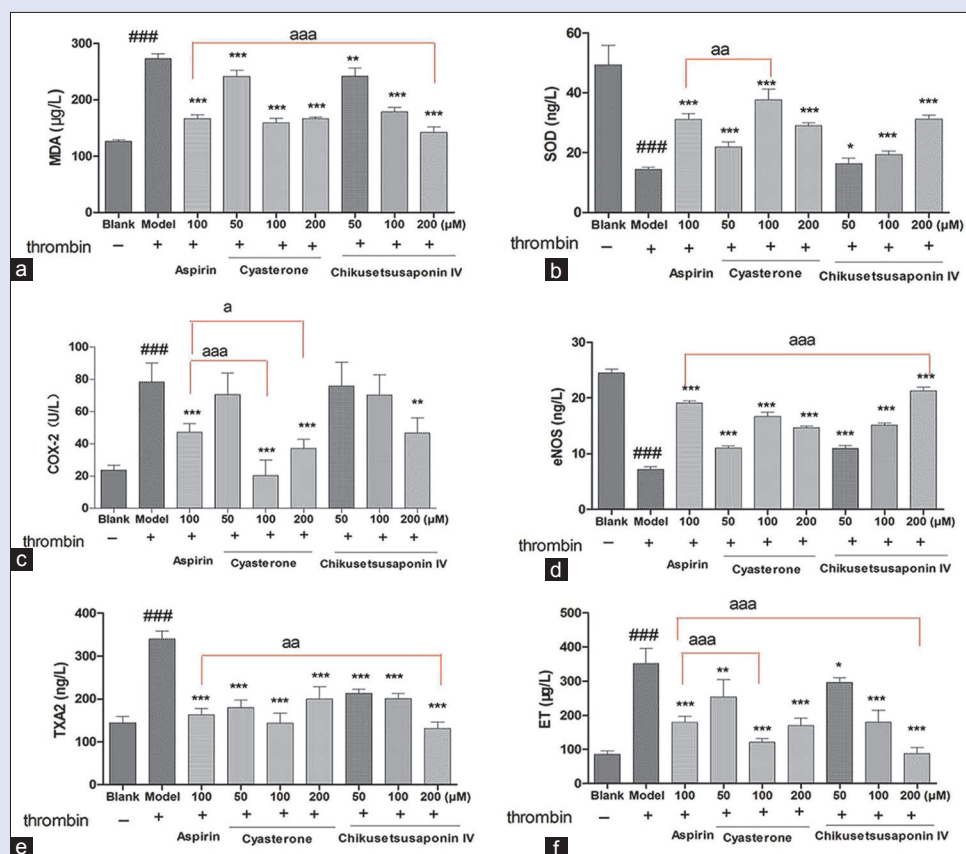 ###
aaa
***
***
***
***
**
***
***
MDA (µg/L)
300
200
100
0
Blank Model 100 50 100 200 50 100 200 (µM)
thrombin − + + + + + + + +
Aspirin Cyasterone Chikusetsusaponin IV
a
aa
###
***
***
***
***
*
***
***
SOD (ng/L)
60
40
20
0
Blank Model 100 50 100 200 50 100 200 (µM)
thrombin − + + + + + + + +
Aspirin Cyasterone Chikusetsusaponin IV
b
a
aaa
###
***
***
***
**
COX-2 (U/L)
100
80
60
40
20
0
Blank Model 100 50 100 200 50 100 200 (µM)
thrombin − + + + + + + + +
Aspirin Cyasterone Chikusetsusaponin IV
c
aaa
###
***
***
***
***
***
***
***
eNOS (ng/L)
30
20
10
0
Blank Model 100 50 100 200 50 100 200 (µM)
thrombin − + + + + + + + +
Aspirin Cyasterone Chikusetsusaponin IV
d
aa
###
***
***
***
***
***
***
***
TXA2 (ng/L)
400
300
200
100
0
Blank Model 100 50 100 200 50 100 200 (µM)
thrombin − + + + + + + + +
Aspirin Cyasterone Chikusetsusaponin IV
e
aaa
aaa
###
***
**
***
***
*
***
***
ET (µg/L)
500
400
300
200
100
0
Blank Model 100 50 100 200 50 100 200 (µM)
thrombin − + + + + + + + +
Aspirin Cyasterone Chikusetsusaponin IV
f